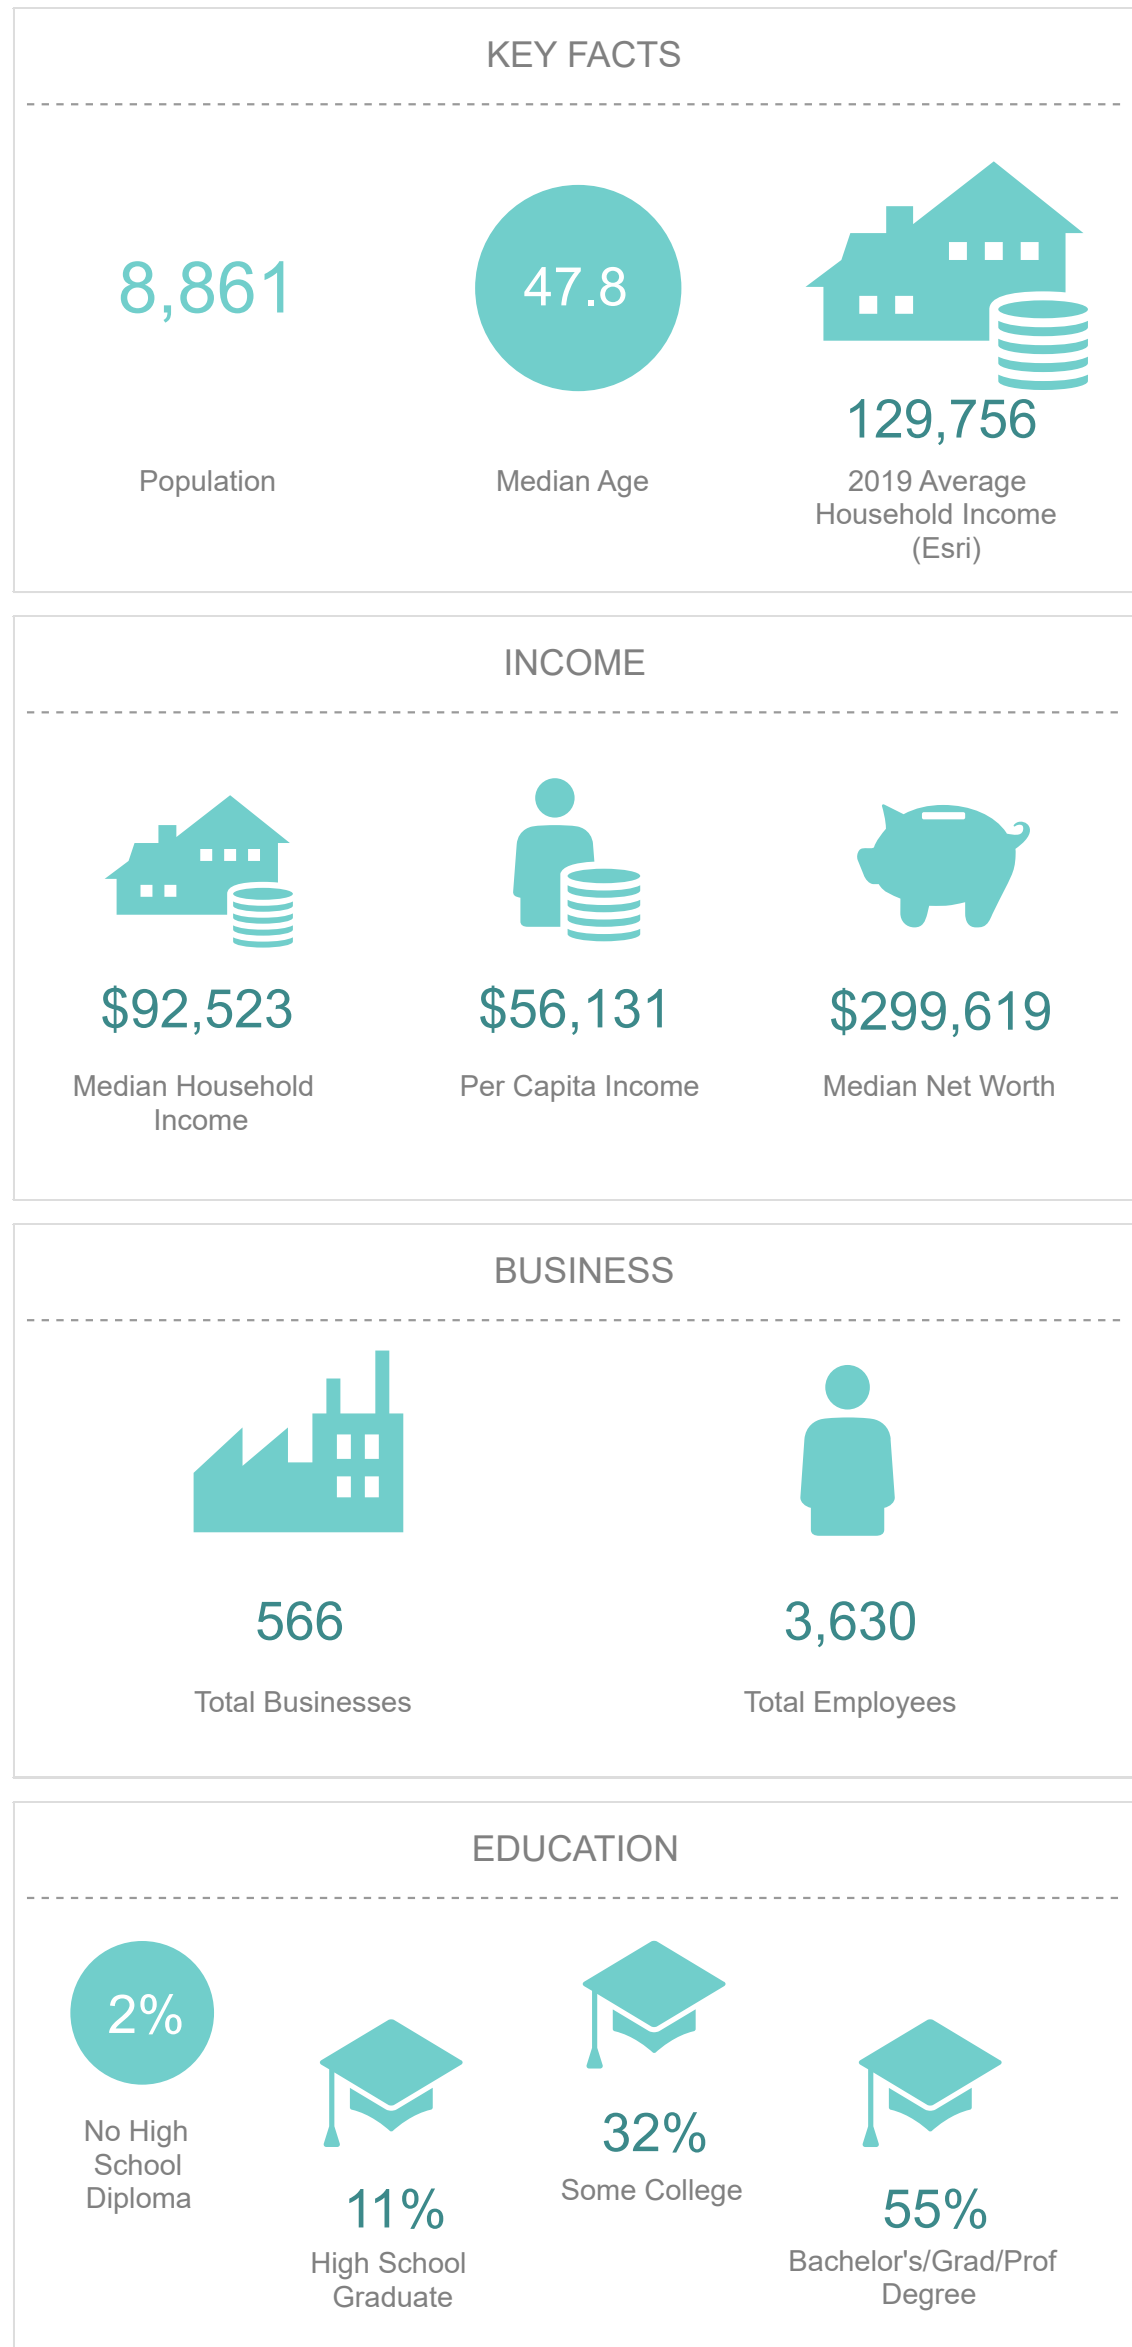 KEY FACTS
8,861
47.8
129,756
Population
Median Age
2019 Average
Household Income
(Esri)
INCOME
$92,523
$56,131
$299,619
Median Household
Income
Per Capita Income
Median Net Worth
BUSINESS
566
3,630
Total Businesses
Total Employees
EDUCATION
2%
No High
School
Diploma
11%
High School
Graduate
32%
Some College
55%
Bachelor's/Grad/Prof
Degree